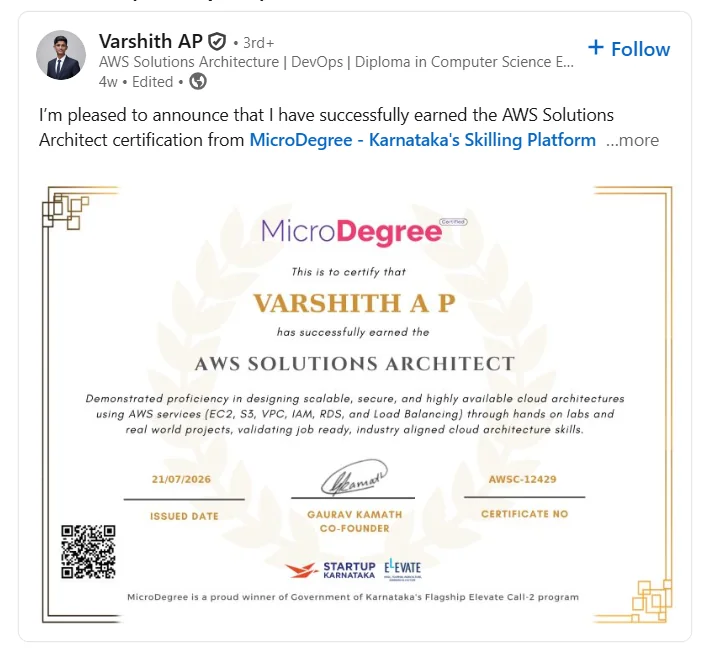 Varshith AP • 3rd+
+ Follow
AWS Solutions Architecture | DevOps | Diploma in Computer Science E...
4w • Edited •
I’m pleased to announce that I have successfully earned the AWS Solutions
Architect certification from MicroDegree - Karnataka's Skilling Platform ...more
MicroDegree Certified
This is to certify that
VARSHITH A P
has successfully earned the
AWS SOLUTIONS ARCHITECT
Demonstrated proficiency in designing scalable, secure, and highly available cloud architectures
using AWS services (EC2, S3, VPC, IAM, RDS, and Load Balancing) through hands on labs and
real world projects, validating job ready, industry aligned cloud architecture skills.
21/07/2026
AWSC-12429
ISSUED DATE
GAURAV KAMATH
CO-FOUNDER
CERTIFICATE NO
STARTUP
KARNATAKA
ELEVATE
MicroDegree is a proud winner of Government of Karnataka's Flagship Elevate Call-2 program